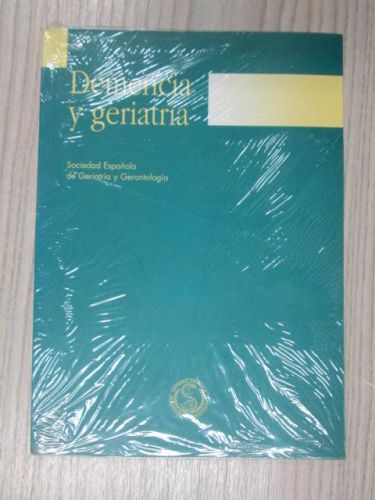 Demencia
y geriatría
Sociedad Española
de Geriatría y Gerontología